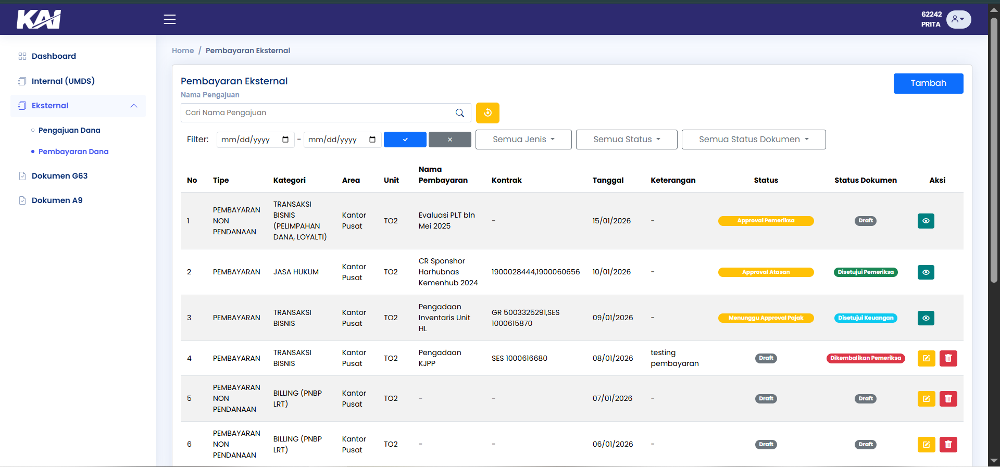 KAI
62242
PRITA
Dashboard
Internal (UMDS)
Eksternal
Pengajuan Dana
Pembayaran Dana
Dokumen G63
Dokumen A9
Home / Pembayaran Eksternal
Pembayaran Eksternal
Tambah
Nama Pengajuan
Cari Nama Pengajuan
Filter: mm/dd/yyyy - mm/dd/yyyy Semua Jenis Semua Status Semua Status Dokumen
No Tipe Kategori Area Unit Nama Pembayaran Kontrak Tanggal Keterangan Status Status Dokumen Aksi
1 PEMBAYARAN NON PENDANAAN TRANSAKSI BISNIS (PELIMPAHAN DANA, LOYALTI) Kantor Pusat TO2 Evaluasi PLT bln Mei 2025 - 15/01/2026 - Approval Pemeriksa Draft
2 PEMBAYARAN JASA HUKUM Kantor Pusat TO2 CR Sponshor Harhubnas Kemenhub 2024 1900028444,1900060656 10/01/2026 - Approval Atasan Disetujui Pemeriksa
3 PEMBAYARAN TRANSAKSI BISNIS Kantor Pusat TO2 Pengadaan Inventaris Unit HL GR 5003325291,SES 1000615870 09/01/2026 - Menunggu Approval Pajak Disetujui Keuangan
4 PEMBAYARAN TRANSAKSI BISNIS Kantor Pusat TO2 Pengadaan KJPP SES 1000616680 08/01/2026 testing pembayaran Draft Dikembalikan Pemeriksa
5 PEMBAYARAN NON PENDANAAN BILLING (PNBP LRT) Kantor Pusat TO2 - - 07/01/2026 - Draft Draft
6 PEMBAYARAN NON PENDANAAN BILLING (PNBP LRT) Kantor Pusat TO2 - - 06/01/2026 - Draft Draft